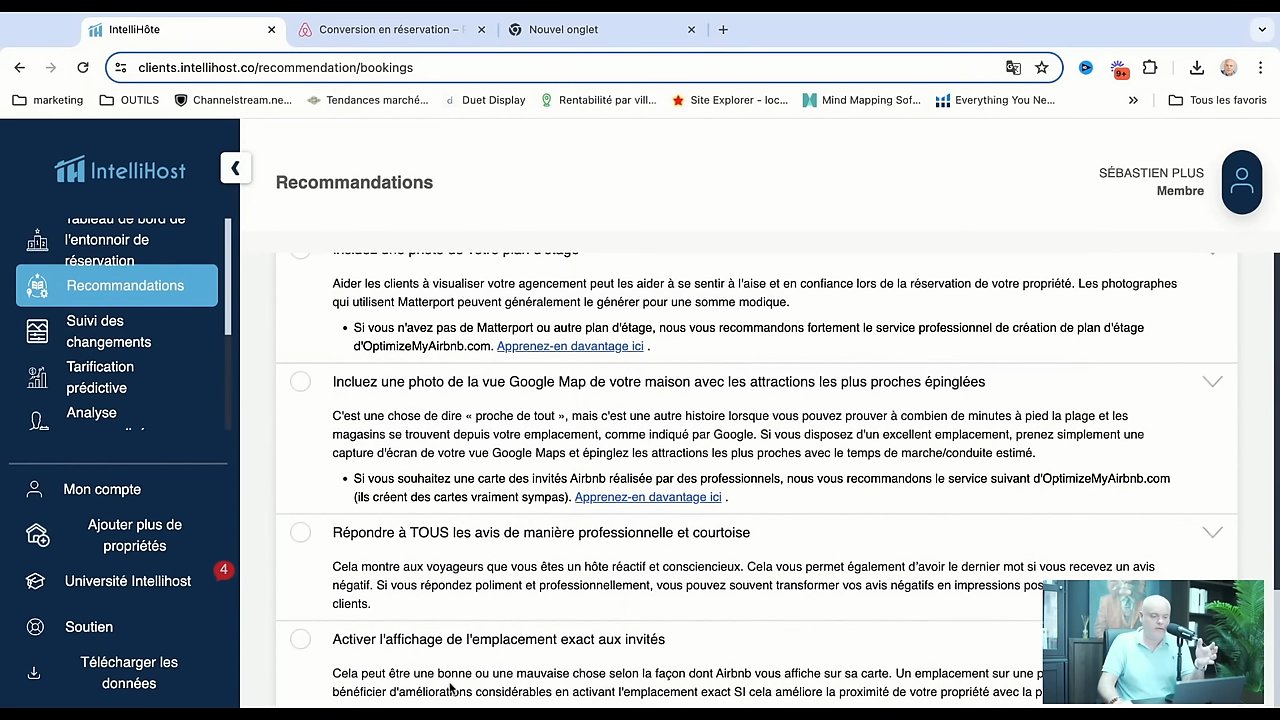 IntelliHôte
Conversion en réservation –
Nouvel onglet
clients.intellihost.co/recommendation/bookings
9+
marketing
OUTILS
Channelstream.ne...
Tendances marché...
Duet Display
Rentabilité par vill...
Site Explorer - loc...
Mind Mapping Sof...
Everything You Ne...
Tous les favoris
IntelliHost
Recommandations
SÉBASTIEN PLUS
Membre
Tableau de bord de
l'entonnoir de
réservation
Recommandations
Suivi des
changements
Tarification
prédictive
Analyse
Mon compte
Ajouter plus de
propriétés
Université Intellihost
4
Soutien
Télécharger les
données
Incluez une photo de votre plan d'étage
Aider les clients à visualiser votre agencement peut les aider à se sentir à l'aise et en confiance lors de la réservation de votre propriété. Les photographes
qui utilisent Matterport peuvent généralement le générer pour une somme modique.
• Si vous n'avez pas de Matterport ou autre plan d'étage, nous vous recommandons fortement le service professionnel de création de plan d'étage
d'OptimizeMyAirbnb.com. Apprenez-en davantage ici .
Incluez une photo de la vue Google Map de votre maison avec les attractions les plus proches épinglées
C'est une chose de dire « proche de tout », mais c'est une autre histoire lorsque vous pouvez prouver à combien de minutes à pied la plage et les
magasins se trouvent depuis votre emplacement, comme indiqué par Google. Si vous disposez d'un excellent emplacement, prenez simplement une
capture d'écran de votre vue Google Maps et épinglez les attractions les plus proches avec le temps de marche/conduite estimé.
• Si vous souhaitez une carte des invités Airbnb réalisée par des professionnels, nous vous recommandons le service suivant d'OptimizeMyAirbnb.com
(ils créent des cartes vraiment sympas). Apprenez-en davantage ici .
Répondre à TOUS les avis de manière professionnelle et courtoise
Cela montre aux voyageurs que vous êtes un hôte réactif et consciencieux. Cela vous permet également d'avoir le dernier mot si vous recevez un avis
négatif. Si vous répondez poliment et professionnellement, vous pouvez souvent transformer vos avis négatifs en impressions pos
clients.
Activer l'affichage de l'emplacement exact aux invités
Cela peut être une bonne ou une mauvaise chose selon la façon dont Airbnb vous affiche sur sa carte. Un emplacement sur une p
bénéficier d'améliorations considérables en activant l'emplacement exact SI cela améliore la proximité de votre propriété avec la p